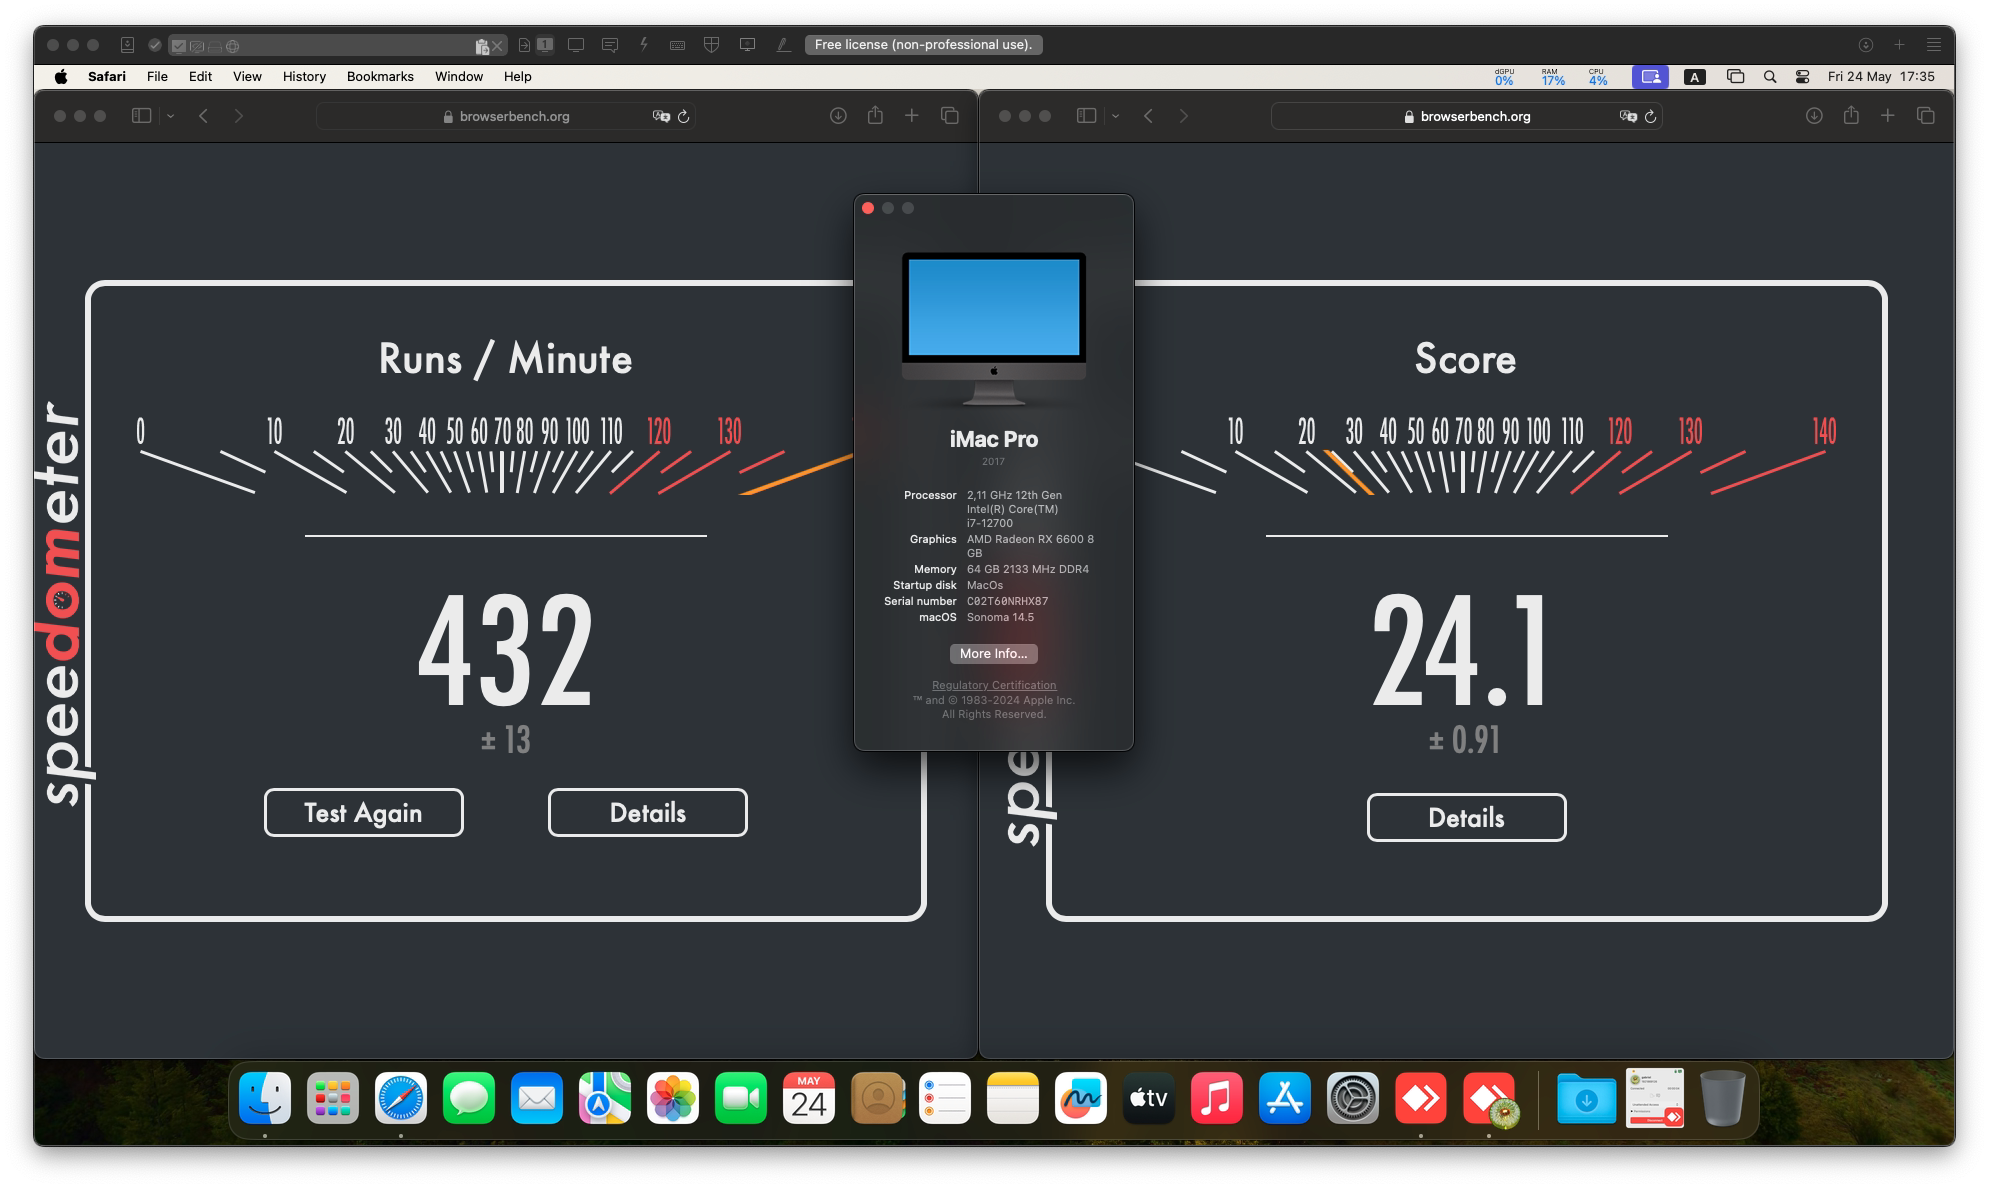 1
Free license (non-professional use).
Safari File Edit View History Bookmarks Window Help
dGPU
0%
RAM
17%
CPU
4%
A
Fri 24 May 17:35
browserbench.org
browserbench.org
speedometer
Runs / Minute
0 10 20 30 40 50 60 70 80 90 100 110 120 130
432
± 13
Test Again
Details
iMac Pro
2017
Processor 2,11 GHz 12th Gen
Intel(R) Core(TM)
i7-12700
Graphics AMD Radeon RX 6600 8
GB
Memory 64 GB 2133 MHz DDR4
Startup disk MacOs
Serial number C02T60NRHX87
macOS Sonoma 14.5
More Info...
Regulatory Certification
™ and © 1983-2024 Apple Inc.
All Rights Reserved.
spe
Score
10 20 30 40 50 60 70 80 90 100 110 120 130 140
24.1
± 0.91
Details
MAY
24
tv